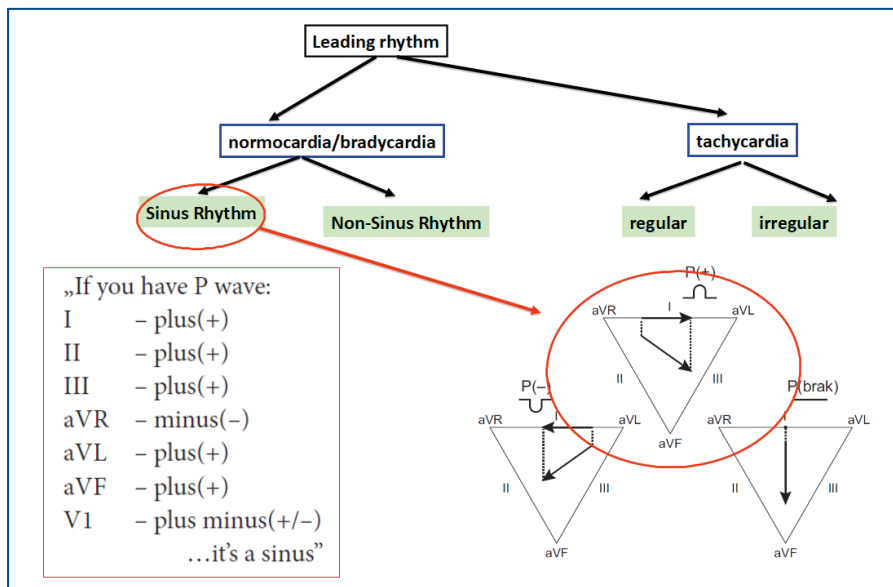 Leading rhythm
normocardia/bradycardia
tachycardia
Sinus Rhythm
Non-Sinus Rhythm
regular
irregular
„If you have P wave:
I – plus(+)
II – plus(+)
III – plus(+)
aVR – minus(–)
aVL – plus(+)
aVF – plus(+)
V1 – plus minus(+/–)
…it's a sinus”
P(+)
aVR I aVL
II III
aVF
P(–)
aVR I aVL
II III
aVF
P(brak)
aVR I aVL
II III
aVF